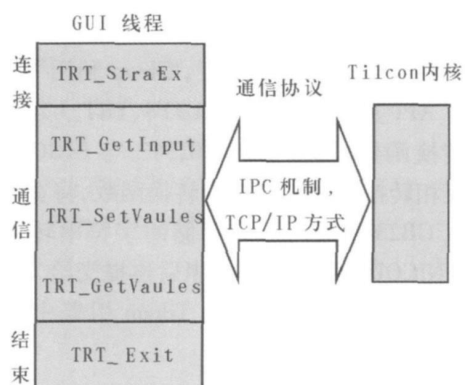 GUI 线程
连接
TRT_StraEx
通信协议
Tilcon内核
TRT_GetInput
通信
TRT_SetVaules
IPC 机制，
TCP/IP 方式
TRT_GetVaules
结束
TRT_ Exit